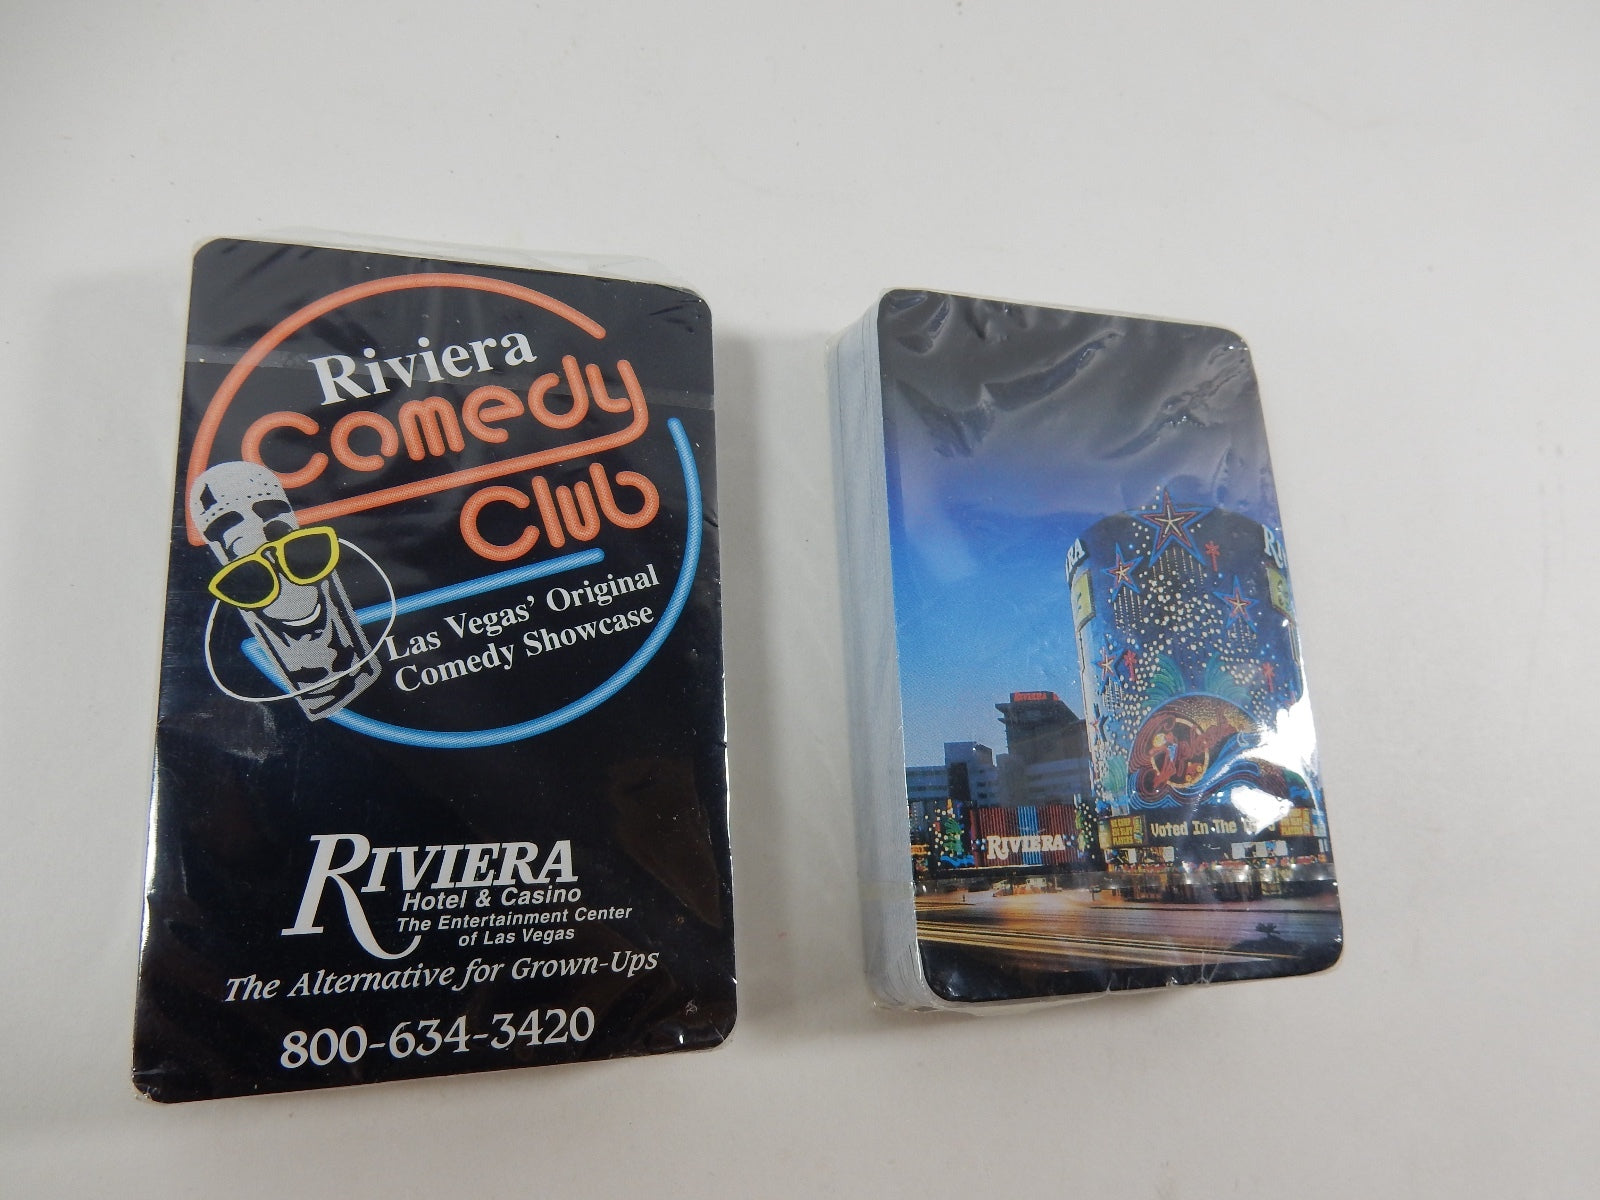 Riviera
Comedy
Club
Las Vegas' Original
Comedy Showcase
RIVIERA
Hotel & Casino
The Entertainment Center
of Las Vegas
The Alternative for Grown-Ups
800-634-3420
RIVIERA
RIVIERA
Voted In The